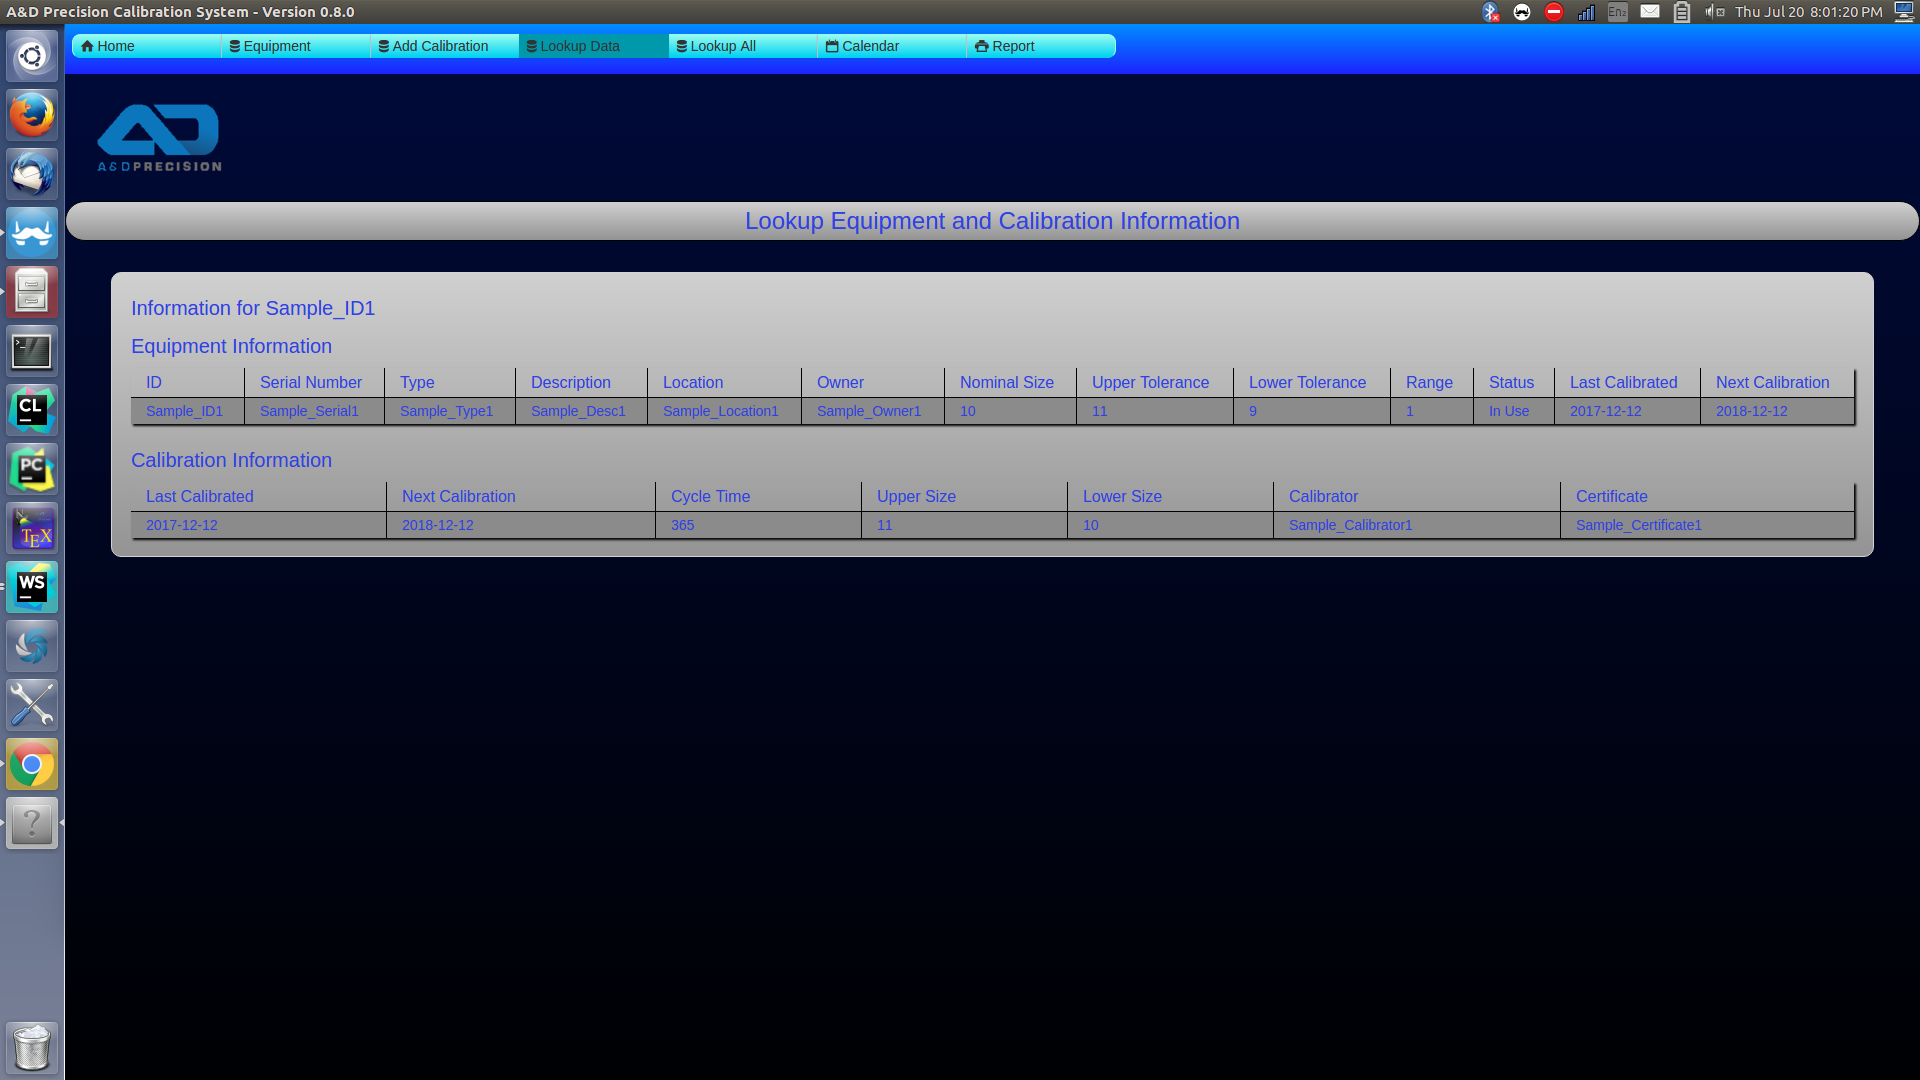 A&D Precision Calibration System - Version 0.8.0
En₂
Thu Jul 20 8:01:20 PM
Home Equipment Add Calibration Lookup Data Lookup All Calendar Report
A&DPRECISION
Lookup Equipment and Calibration Information
Information for Sample_ID1
Equipment Information
ID Serial Number Type Description Location Owner Nominal Size Upper Tolerance Lower Tolerance Range Status Last Calibrated Next Calibration
Sample_ID1 Sample_Serial1 Sample_Type1 Sample_Desc1 Sample_Location1 Sample_Owner1 10 11 9 1 In Use 2017-12-12 2018-12-12
Calibration Information
Last Calibrated Next Calibration Cycle Time Upper Size Lower Size Calibrator Certificate
2017-12-12 2018-12-12 365 11 10 Sample_Calibrator1 Sample_Certificate1
CL
PC
TEX
WS
?